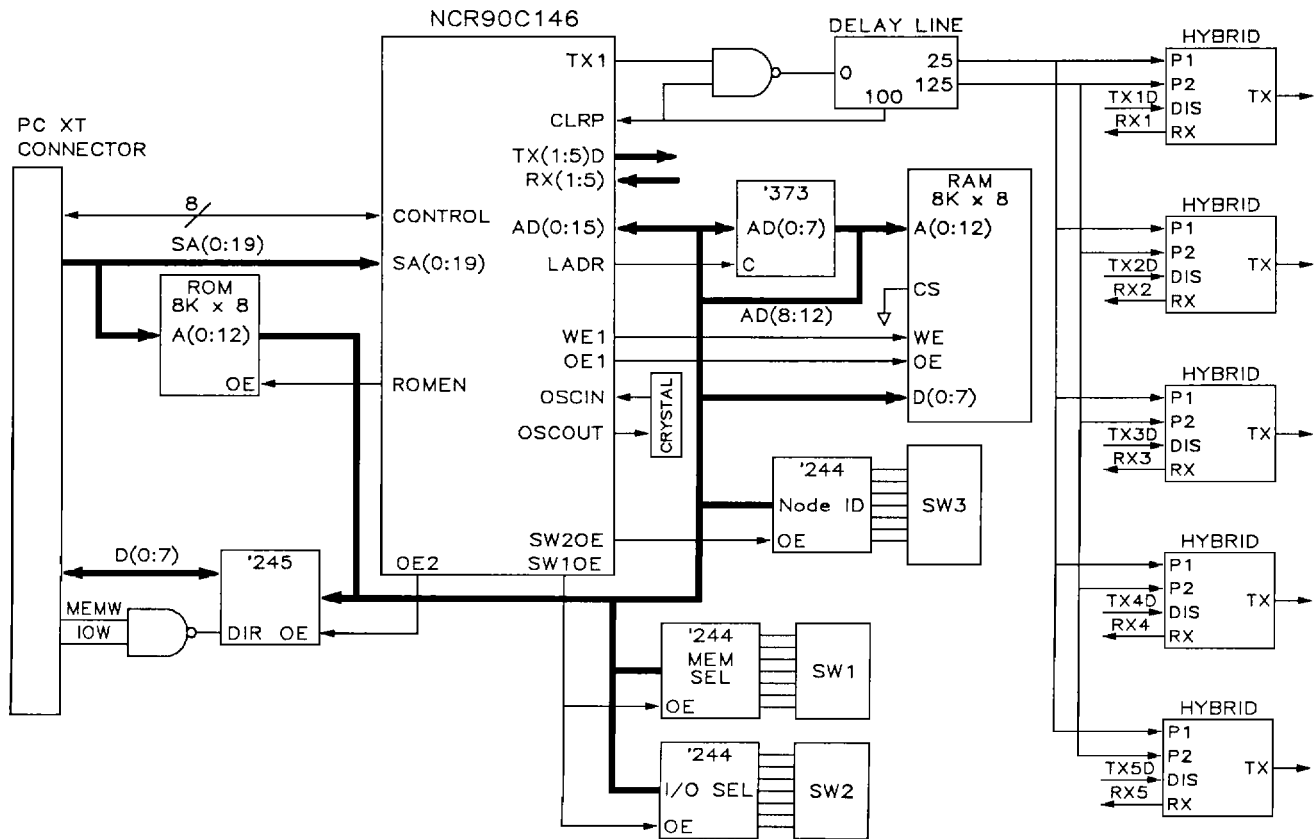 NCR90C146
TX1
CLRP
TX(1:5)D
RX(1:5)
CONTROL
AD(0:15)
SA(0:19)
LADR
WE1
OE1
ROMEN
OSCIN
OSCOUT
SW2OE
OE2
SW1OE
PC XT
CONNECTOR
8
SA(0:19)
ROM
8K x 8
A(0:12)
OE
D(0:7)
'245
DIR OE
MEMW
IOW
DELAY LINE
0
25
125
100
'373
AD(0:7)
C
AD(8:12)
RAM
8K x 8
A(0:12)
CS
WE
OE
D(0:7)
CRYSTAL
'244
Node ID
OE
SW3
'244
MEM
SEL
OE
SW1
'244
I/O SEL
OE
SW2
HYBRID
P1
P2
TX1D
DIS
TX
RX1
RX
HYBRID
P1
P2
TX2D
DIS
TX
RX2
RX
HYBRID
P1
P2
TX3D
DIS
TX
RX3
RX
HYBRID
P1
P2
TX4D
DIS
TX
RX4
RX
HYBRID
P1
P2
TX5D
DIS
TX
RX5
RX